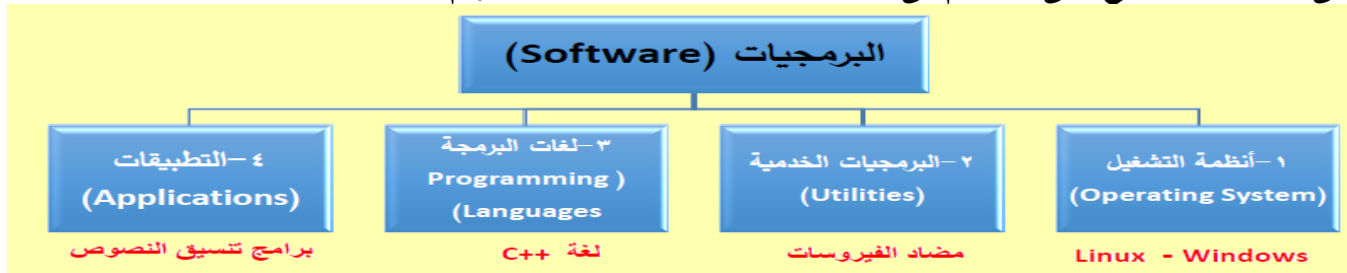 البرمجيات (Software)
١-أنظمة التشغيل
(Operating System)
Linux - Windows
٢-البرمجيات الخدمية
(Utilities)
مضاد الفيروسات
٣-لغات البرمجة
Programming )
(Languages
لغة C++
٤-التطبيقات
(Applications)
برامج تنسيق النصوص